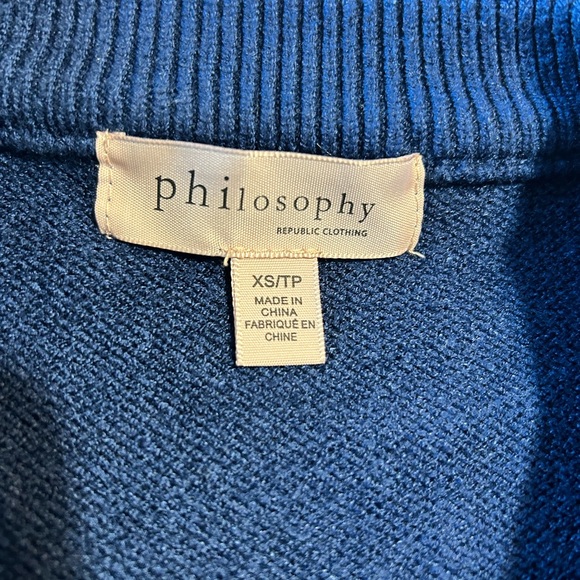 philosophy
REPUBLIC CLOTHING
XS/TP
MADE IN
CHINA
FABRIQUÉ EN
CHINE